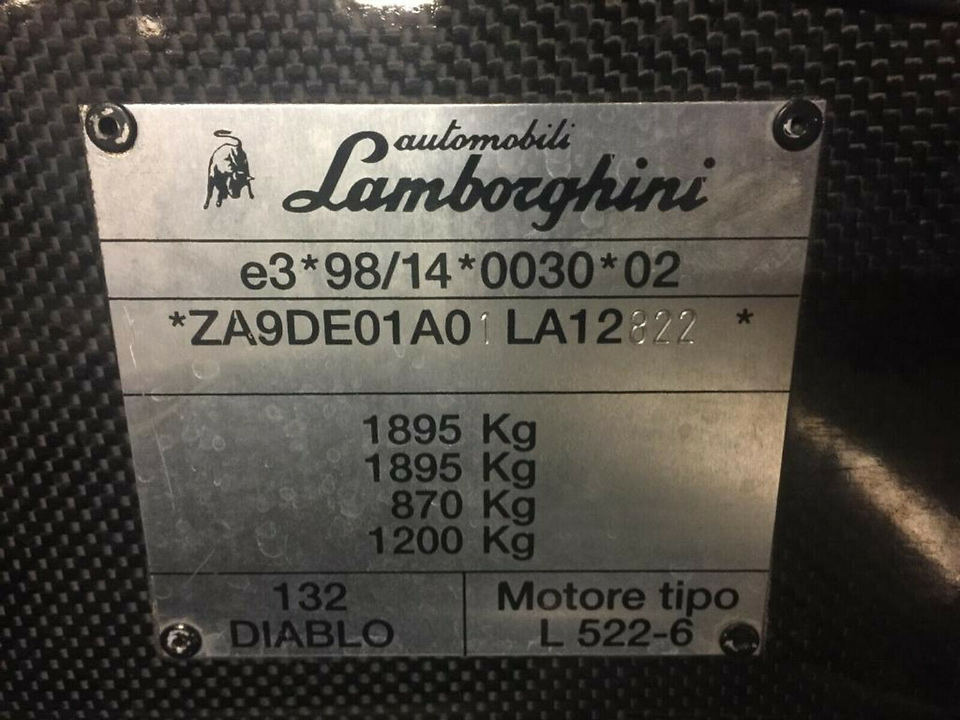 automobili
Lamborghini
e3*98/14*0030*02
*ZA9DE01A01LA12822 *
1895 Kg
1895 Kg
870 Kg
1200 Kg
132
DIABLO
Motore tipo
L 522-6